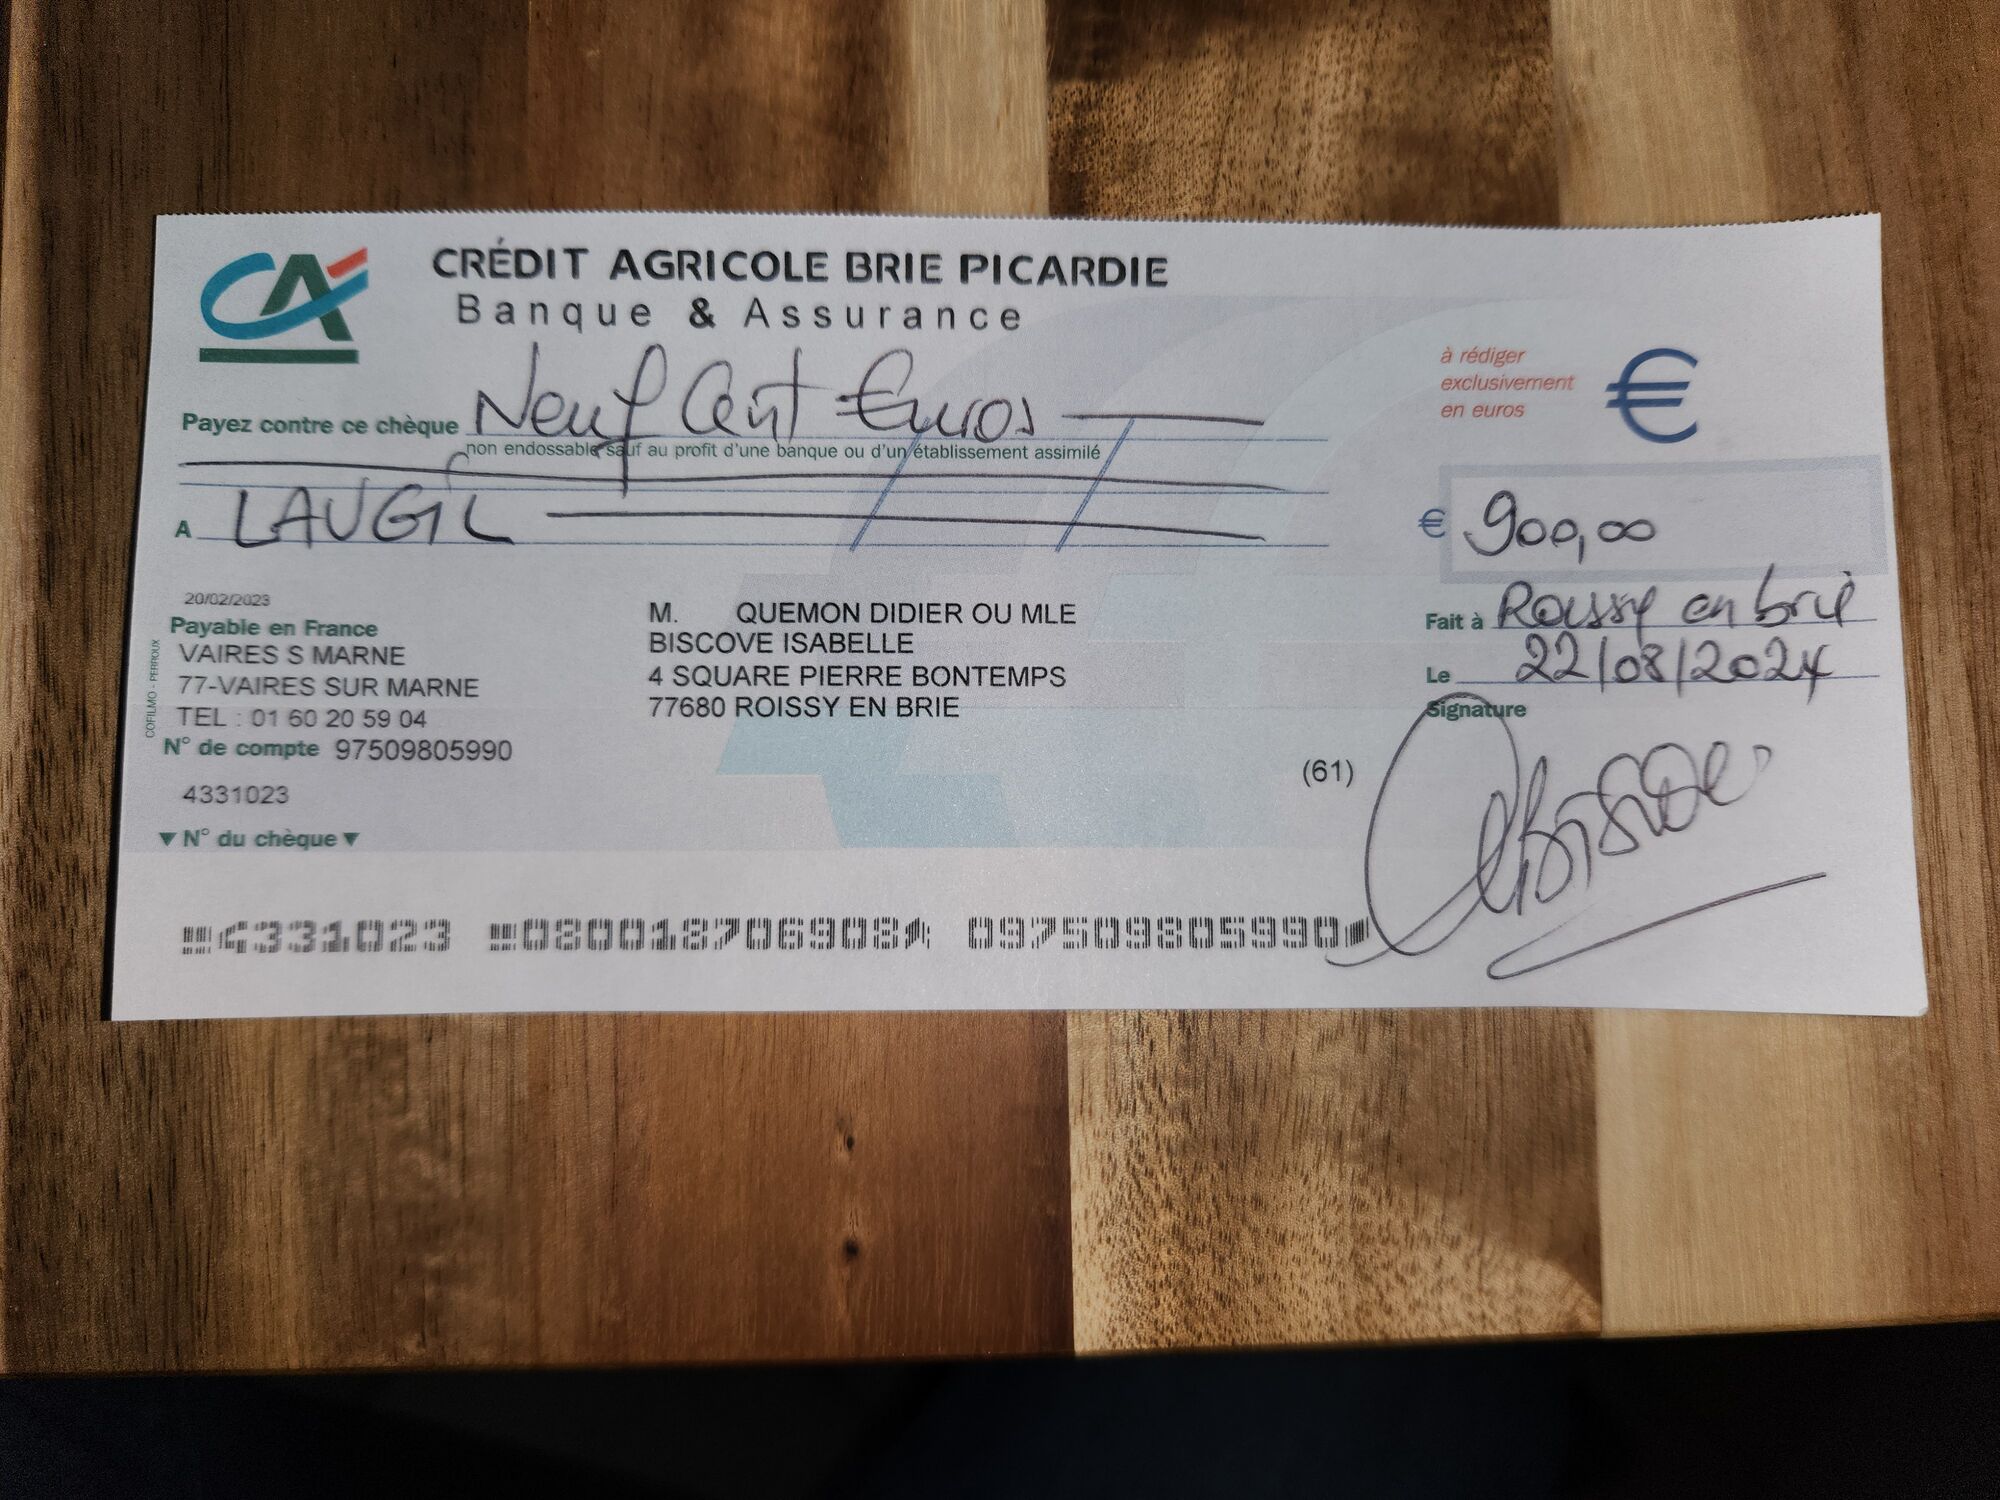 CA
CRÉDIT AGRICOLE BRIE PICARDIE
Banque & Assurance
à rédiger
exclusivement
en euros
€
Payez contre ce chèque Neuf Cent Euros
non endossable sauf au profit d'une banque ou d'un établissement assimilé
A LAUGIL
€ 900,00
20/02/2023
Payable en France
VAIRES S MARNE
77-VAIRES SUR MARNE
TEL : 01 60 20 59 04
N° de compte 97509805990
4331023
▼ N° du chèque ▼
COFILMO - PERROUX
M. QUEMON DIDIER OU MLE
BISCOVE ISABELLE
4 SQUARE PIERRE BONTEMPS
77680 ROISSY EN BRIE
(61)
Fait à Roissy en brie
Le 22/08/2024
Signature
4331023 080018706908 097509805990